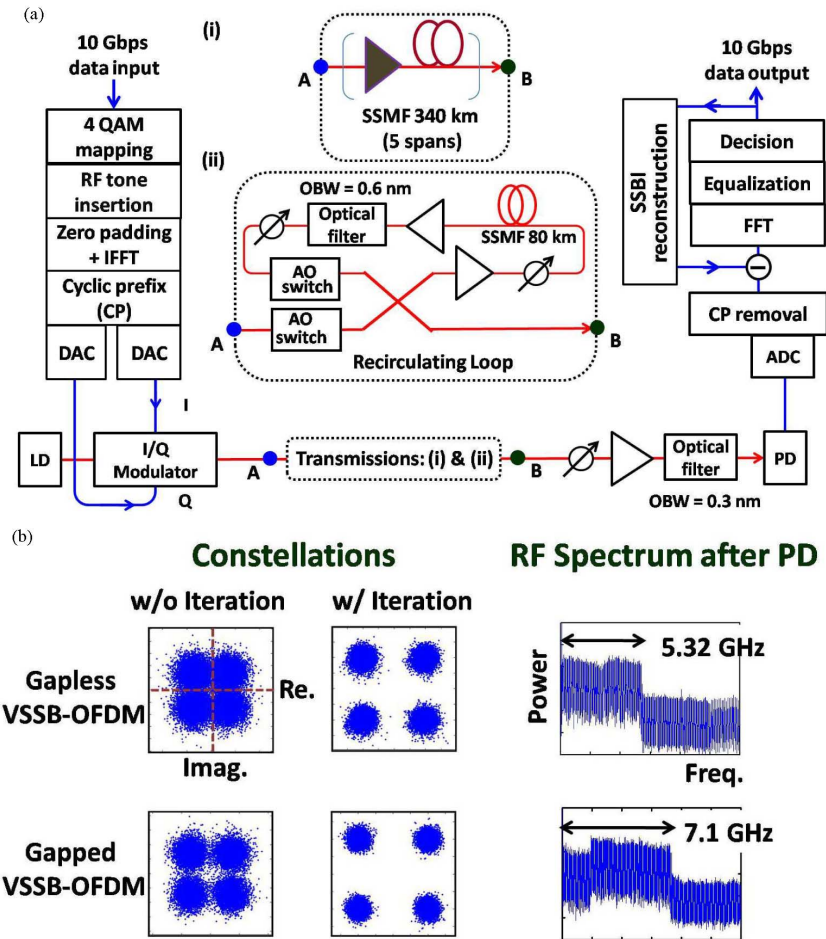 (a)
10 Gbps
data input
4 QAM
mapping
RF tone
insertion
Zero padding
+ IFFT
Cyclic prefix
(CP)
DAC
DAC
I
LD
I/Q
Modulator
Q
A
Transmissions: (i) & (ii)
B
(i)
A
B
SSMF 340 km
(5 spans)
(ii)
OBW = 0.6 nm
Optical
filter
SSMF 80 km
AO
switch
AO
switch
A
B
Recirculating Loop
Optical
filter
OBW = 0.3 nm
PD
ADC
CP removal
FFT
Equalization
Decision
SSBI
reconstruction
10 Gbps
data output
(b)
Constellations
RF Spectrum after PD
w/o Iteration
w/ Iteration
Gapless
VSSB-OFDM
Re.
Imag.
Power
5.32 GHz
Freq.
Gapped
VSSB-OFDM
7.1 GHz